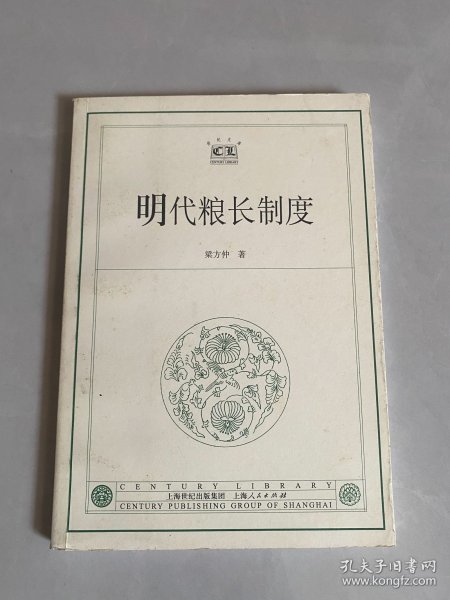 世纪文库
CL
CENTURY LIBRARY
明代粮长制度
梁方仲 著
CENTURY LIBRARY
上海世纪出版集团 上海人民出版社
CENTURY PUBLISHING GROUP OF SHANGHAI
孔夫子旧书网
www.kongfz.com